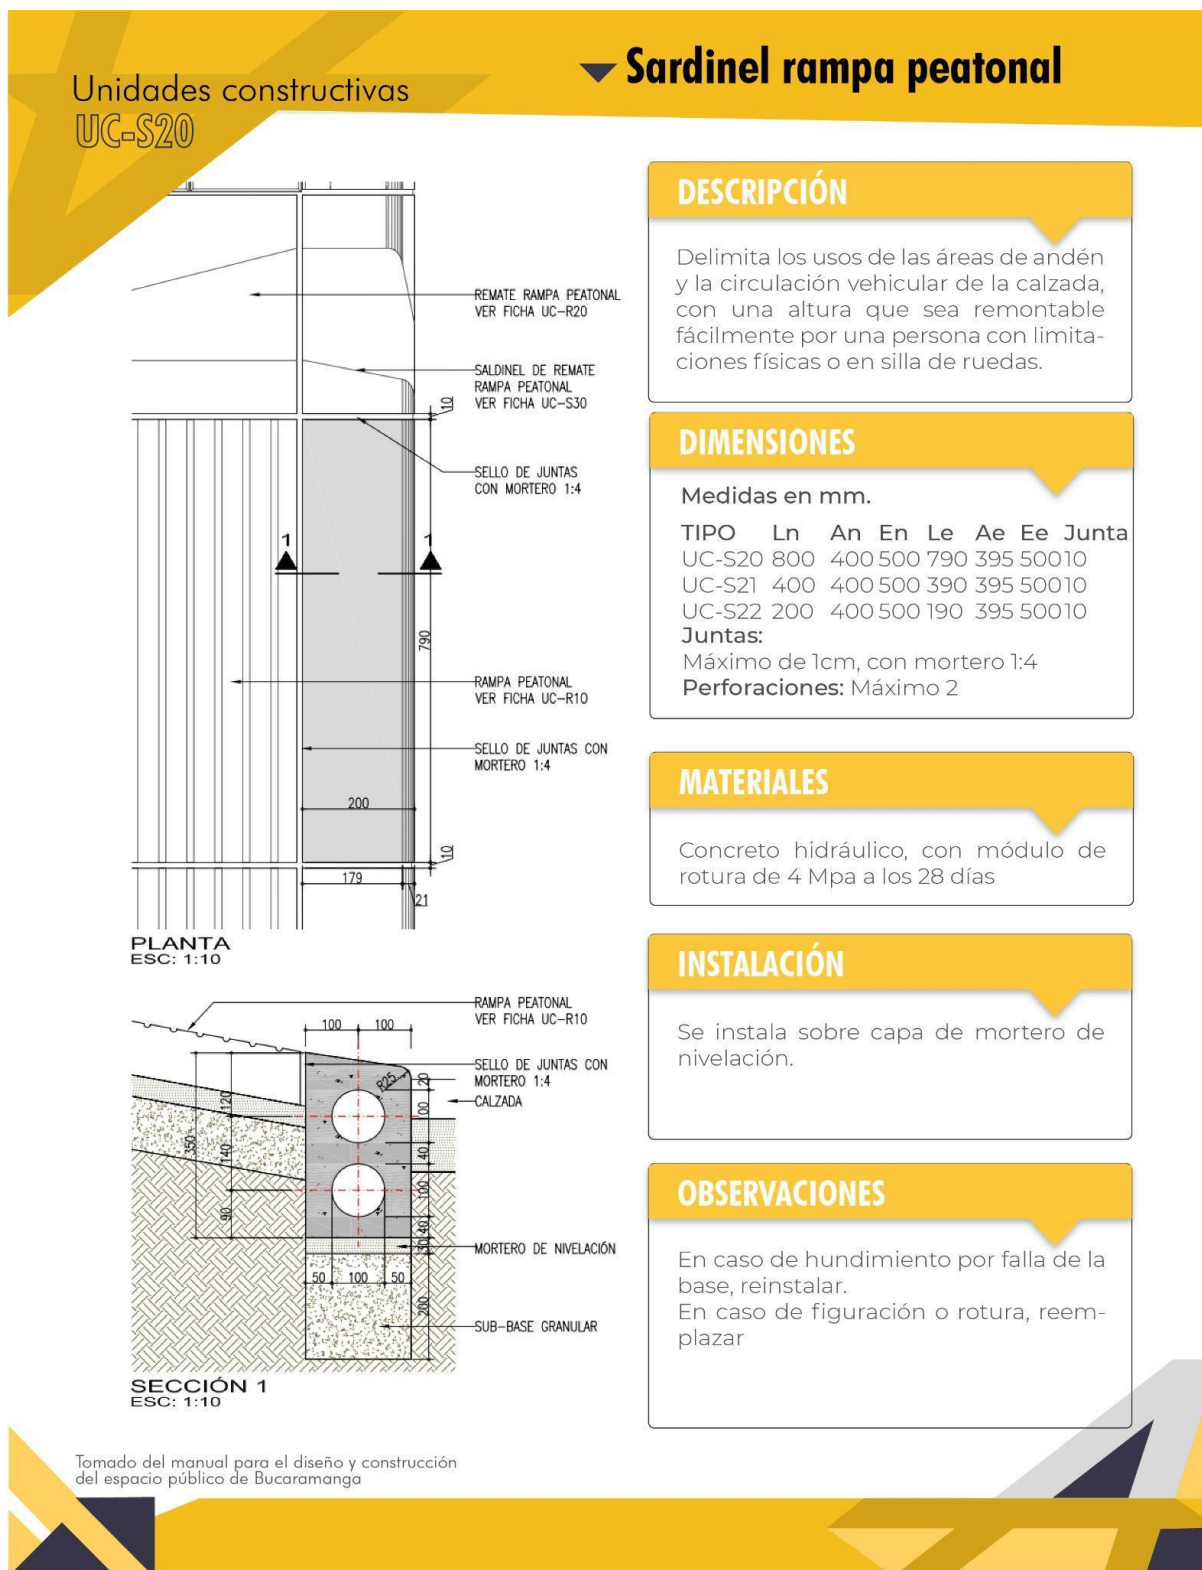 Unidades constructivas
UC-S20
Sardinel rampa peatonal
REMATE RAMPA PEATONAL
VER FICHA UC-R20
SALDINEL DE REMATE
RAMPA PEATONAL
VER FICHA UC-S30
10
SELLO DE JUNTAS
CON MORTERO 1:4
1
1
790
RAMPA PEATONAL
VER FICHA UC-R10
SELLO DE JUNTAS CON
MORTERO 1:4
200
10
179
21
PLANTA
ESC: 1:10
RAMPA PEATONAL
VER FICHA UC-R10
100
100
SELLO DE JUNTAS CON
MORTERO 1:4
R25
20
CALZADA
120
100
350
140
40
100
90
40
30
MORTERO DE NIVELACIÓN
50
100
50
200
SUB-BASE GRANULAR
SECCIÓN 1
ESC: 1:10
DESCRIPCIÓN
Delimita los usos de las áreas de andén
y la circulación vehicular de la calzada,
con una altura que sea remontable
fácilmente por una persona con limita-
ciones físicas o en silla de ruedas.
DIMENSIONES
Medidas en mm.
TIPO Ln An En Le Ae Ee Junta
UC-S20 800 400 500 790 395 500 10
UC-S21 400 400 500 390 395 500 10
UC-S22 200 400 500 190 395 500 10
Juntas:
Máximo de 1cm, con mortero 1:4
Perforaciones: Máximo 2
MATERIALES
Concreto hidráulico, con módulo de
rotura de 4 Mpa a los 28 días
INSTALACIÓN
Se instala sobre capa de mortero de
nivelación.
OBSERVACIONES
En caso de hundimiento por falla de la
base, reinstalar.
En caso de figuración o rotura, reem-
plazar
Tomado del manual para el diseño y construcción
del espacio público de Bucaramanga